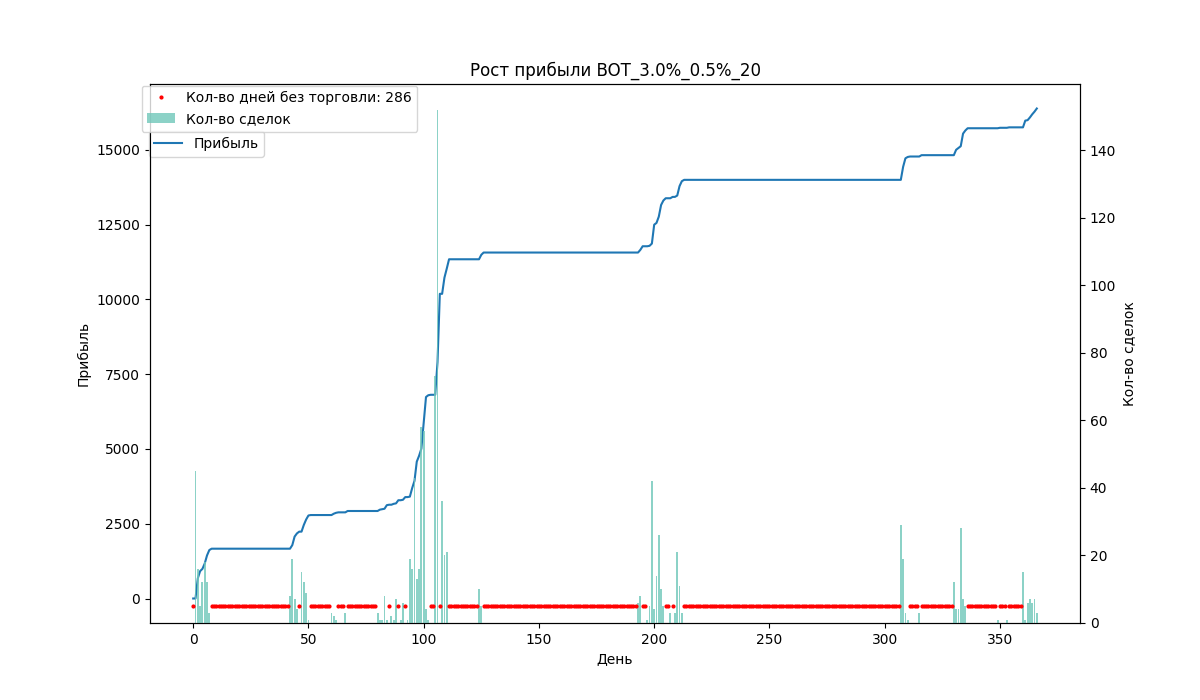 Рост прибыли BOT_3.0%_0.5%_20
Кол-во дней без торговли: 286
Кол-во сделок
Прибыль
15000
12500
10000
7500
5000
2500
0
Прибыль
140
120
100
80
60
40
20
0
Кол-во сделок
0 50 100 150 200 250 300 350
День